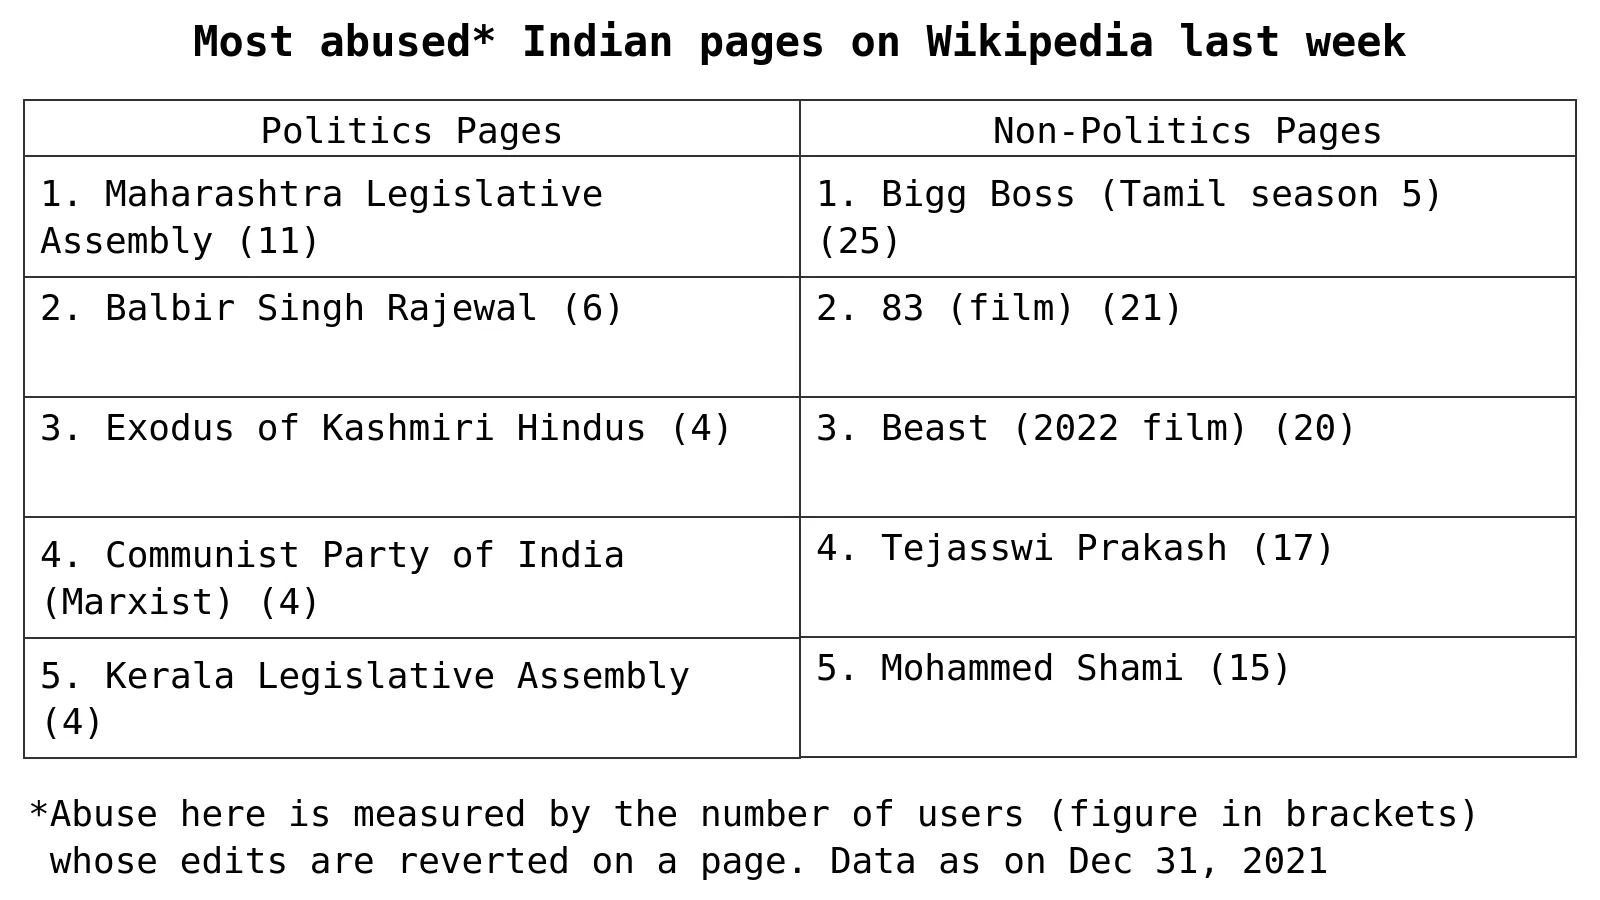 Most abused* Indian pages on Wikipedia last week
Politics Pages
Non-Politics Pages
1. Maharashtra Legislative
Assembly (11)
1. Bigg Boss (Tamil season 5)
(25)
2. Balbir Singh Rajewal (6)
2. 83 (film) (21)
3. Exodus of Kashmiri Hindus (4)
3. Beast (2022 film) (20)
4. Communist Party of India
(Marxist) (4)
4. Tejasswi Prakash (17)
5. Kerala Legislative Assembly
(4)
5. Mohammed Shami (15)
*Abuse here is measured by the number of users (figure in brackets)
whose edits are reverted on a page. Data as on Dec 31, 2021